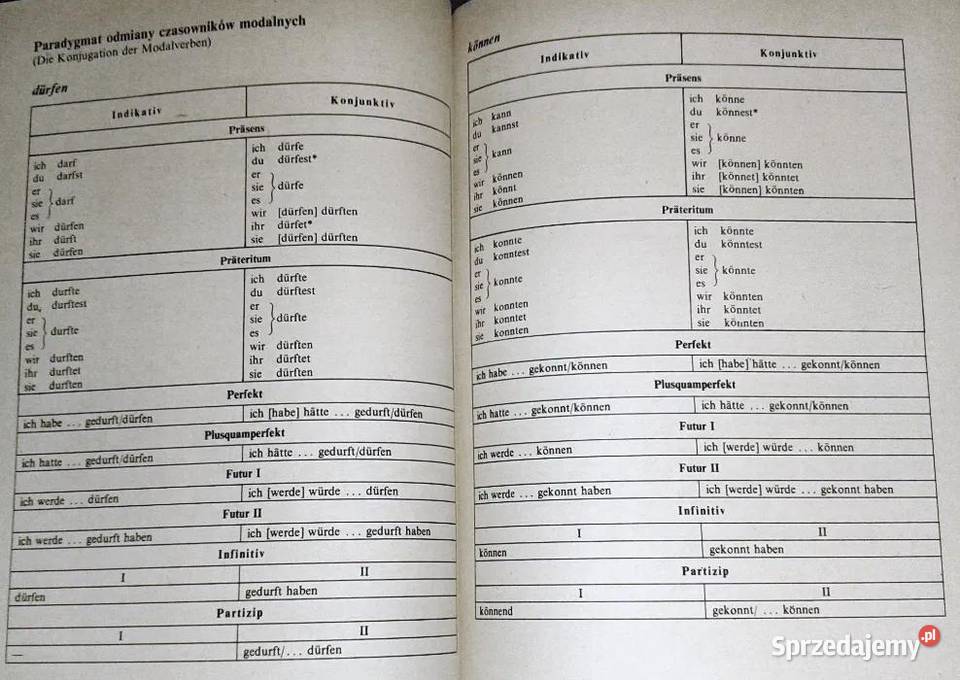 Paradygmat odmiany czasowników modalnych
(Die Konjugation der Modalverben)
dürfen
Indikativ Konjunktiv
Präsens
ich darf ich dürfe
du darfst du dürfest*
er er
sie } darf sie } dürfe
es es
wir dürfen wir [dürfen] dürften
ihr dürft ihr dürfet*
sie dürfen sie [dürfen] dürften
Präteritum
ich durfte ich dürfte
du durftest du dürftest
er er
sie } durfte sie } dürfte
es es
wir durften wir dürften
ihr durftet ihr dürftet
sie durften sie dürften
Perfekt
ich habe ... gedurft/dürfen ich [habe] hätte ... gedurft/dürfen
Plusquamperfekt
ich hatte ... gedurft/dürfen ich hätte ... gedurft/dürfen
Futur I
ich werde ... dürfen ich [werde] würde ... dürfen
Futur II
ich werde ... gedurft haben ich [werde] würde ... gedurft haben
Infinitiv
I II
dürfen gedurft haben
Partizip
I II
— gedurft/... dürfen
können
Indikativ Konjunktiv
Präsens
ich kann ich könne
du kannst du könnest*
er er
sie } kann sie } könne
es es
wir können wir [können] könnten
ihr könnt ihr [könnet] könntet
sie können sie [können] könnten
Präteritum
ich konnte ich könnte
du konntest du könntest
er er
sie } konnte sie } könnte
es es
wir konnten wir könnten
ihr konntet ihr könntet
sie konnten sie könnten
Perfekt
ich habe ... gekonnt/können ich [habe] hätte ... gekonnt/können
Plusquamperfekt
ich hatte ... gekonnt/können ich hätte ... gekonnt/können
Futur I
ich werde ... können ich [werde] würde ... können
Futur II
ich werde ... gekonnt haben ich [werde] würde ... gekonnt haben
Infinitiv
I II
können gekonnt haben
Partizip
I II
könnend gekonnt/ ... können
Sprzedajemy.pl